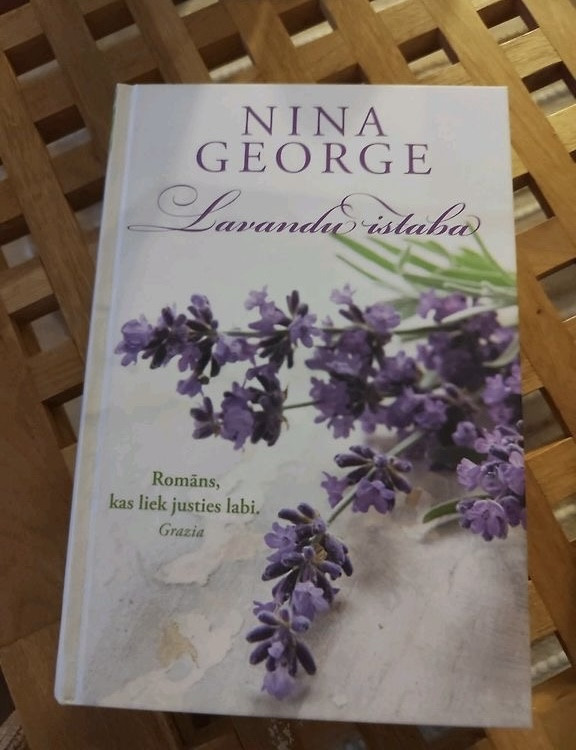 NINA
GEORGE
Lavandu istaba
Romāns,
kas liek justies labi.
Grazia